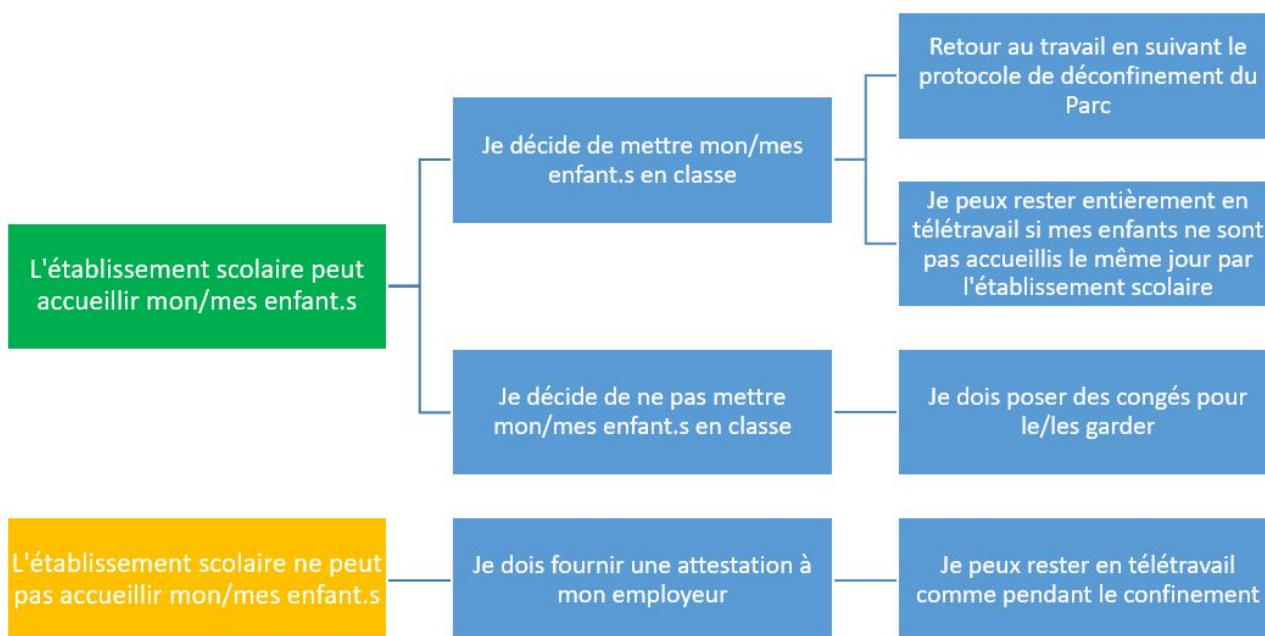 L'établissement scolaire peut
accueillir mon/mes enfant.s
Je décide de mettre mon/mes
enfant.s en classe
Retour au travail en suivant le
protocole de déconfinement du
Parc
Je peux rester entièrement en
télétravail si mes enfants ne sont
pas accueillis le même jour par
l'établissement scolaire
Je décide de ne pas mettre
mon/mes enfant.s en classe
Je dois poser des congés pour
le/les garder
L'établissement scolaire ne peut
pas accueillir mon/mes enfant.s
Je dois fournir une attestation à
mon employeur
Je peux rester en télétravail
comme pendant le confinement